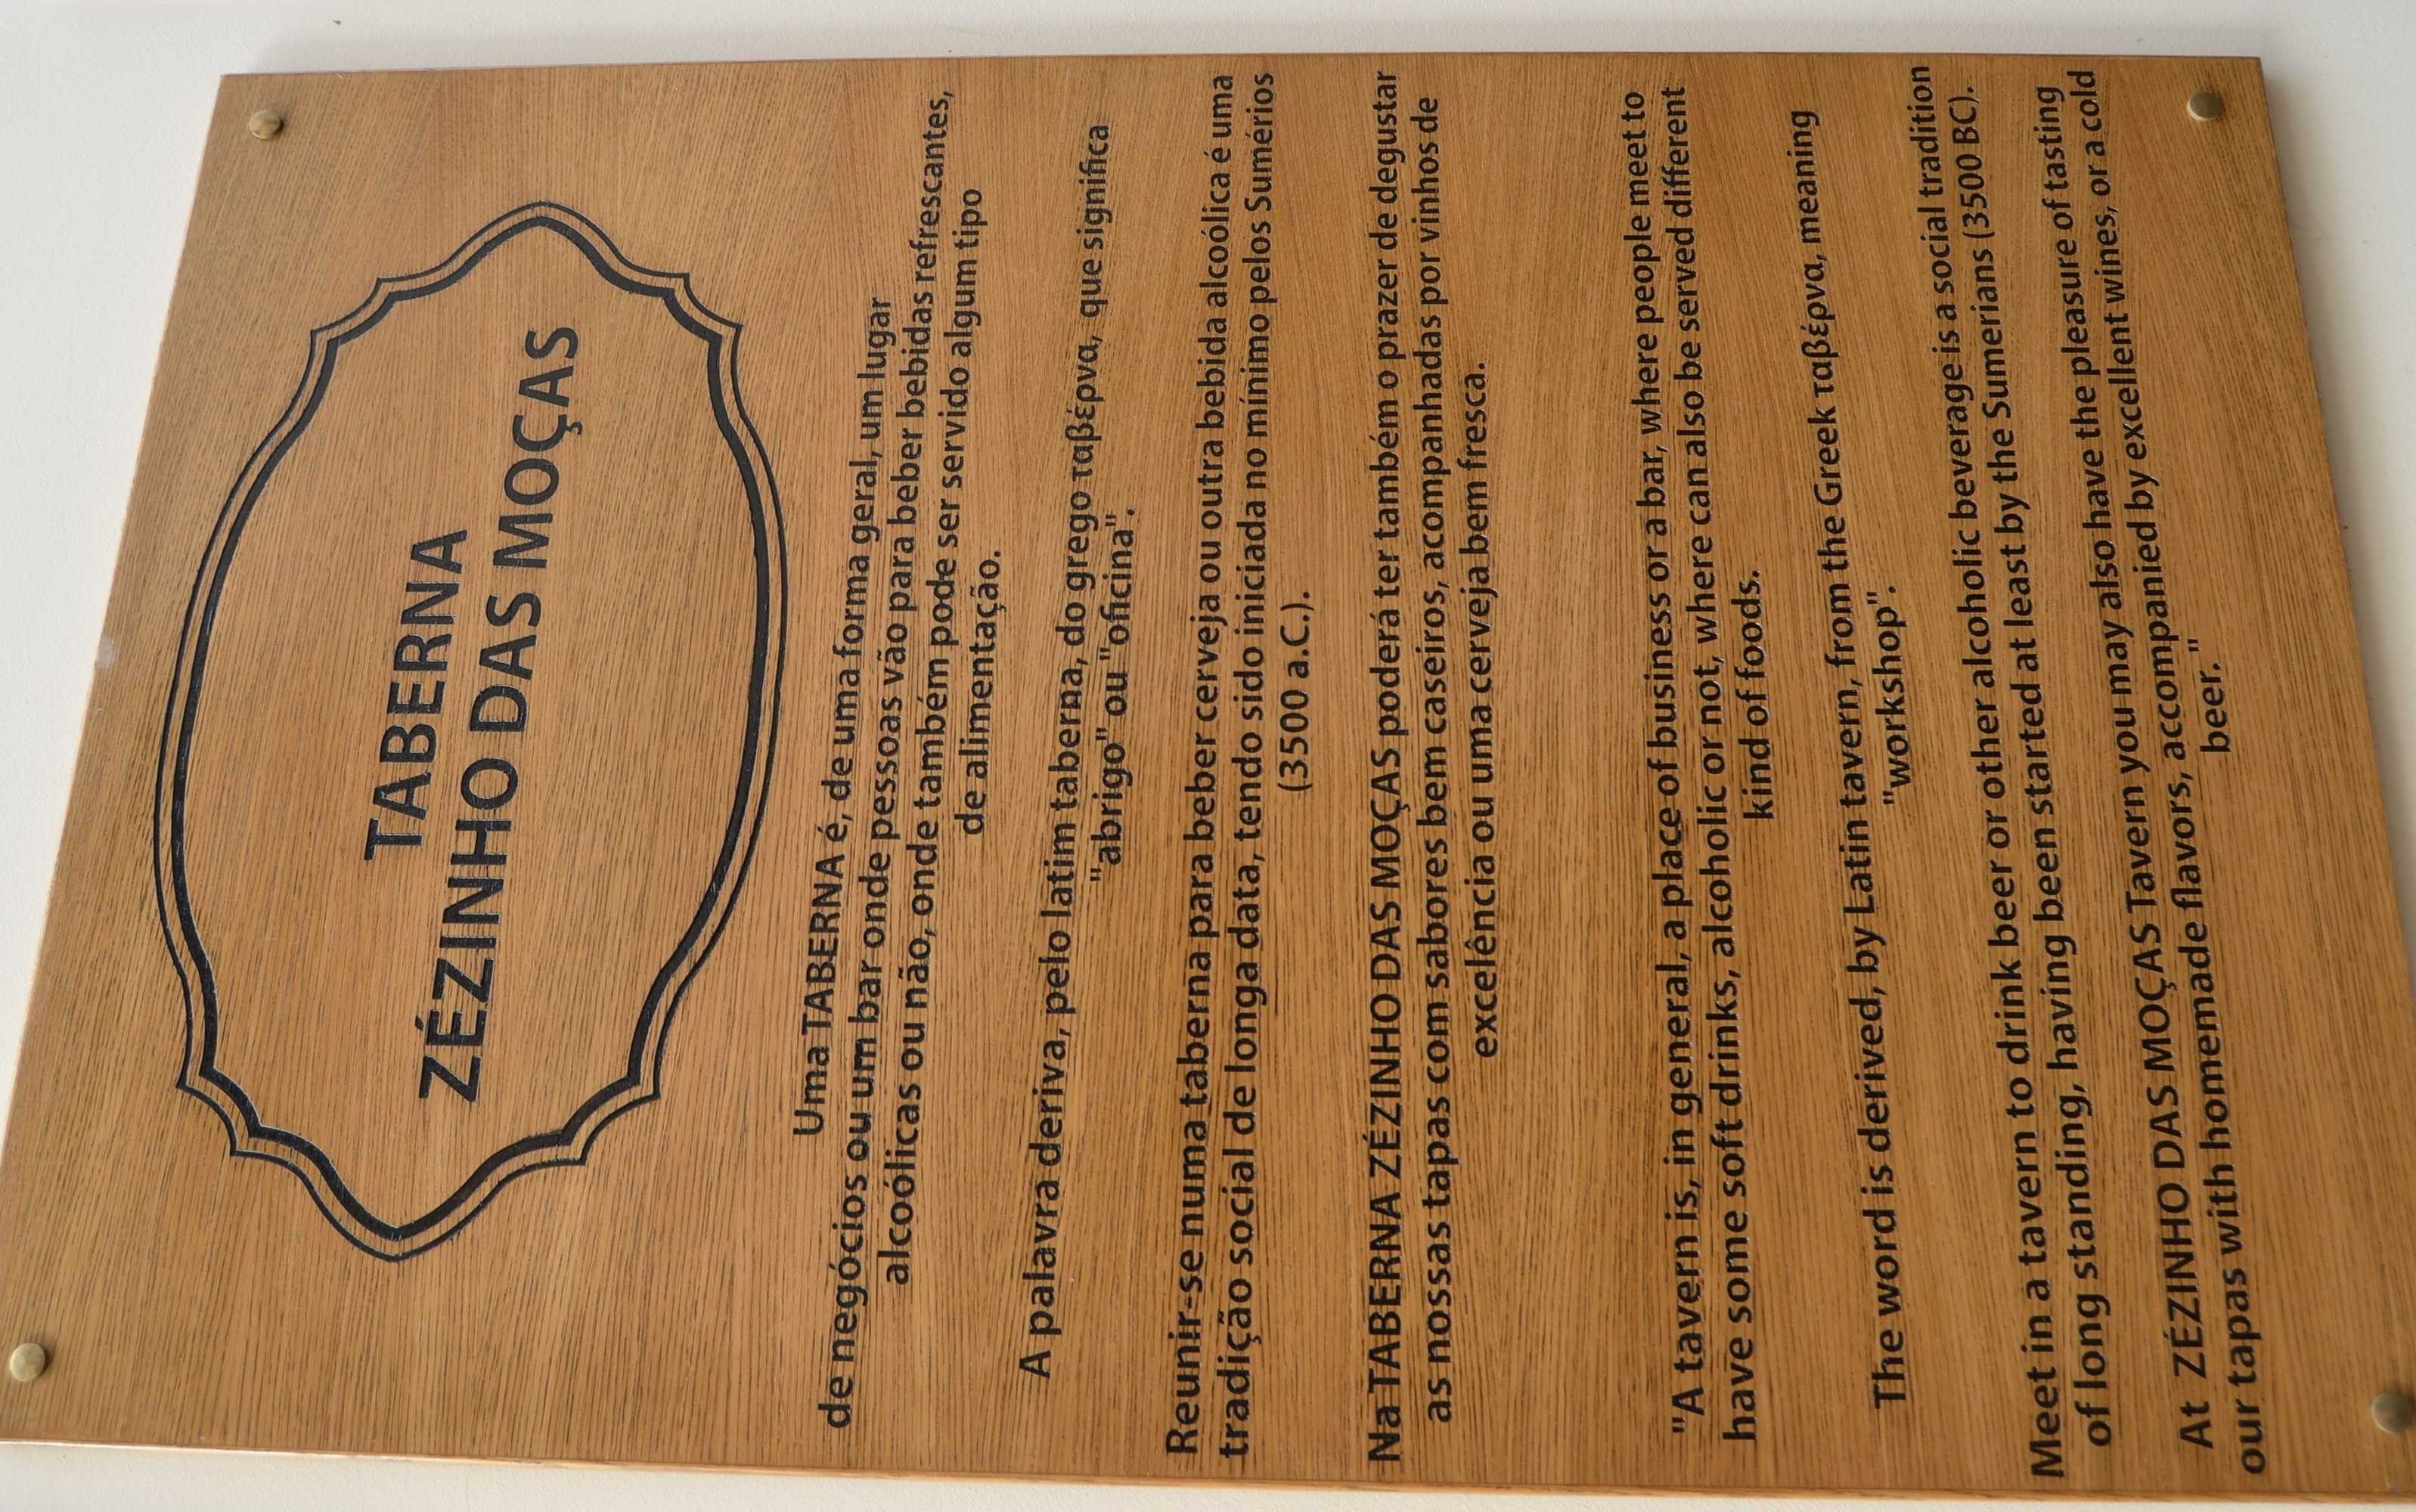 TABERNA
ZÉZINHO DAS MOÇAS
Uma TABERNA é, de uma forma geral, um lugar
de negócios ou um bar onde pessoas vão para beber bebidas refrescantes,
alcoólicas ou não, onde também pode ser servido algum tipo
de alimentação.
A palavra deriva, pelo latim taberna, do grego ταβέρνα, que significa
"abrigo" ou "oficina".
Reunir-se numa taberna para beber cerveja ou outra bebida alcoólica é uma
tradição social de longa data, tendo sido iniciada no mínimo pelos Sumérios
(3500 a.C.).
Na TABERNA ZÉZINHO DAS MOÇAS poderá ter também o prazer de degustar
as nossas tapas com sabores bem caseiros, acompanhadas por vinhos de
excelência ou uma cerveja bem fresca.
"A tavern is, in general, a place of business or a bar, where people meet to
have some soft drinks, alcoholic or not, where can also be served different
kind of foods.
The word is derived, by Latin tavern, from the Greek ταβέρνα, meaning
"workshop".
Meet in a tavern to drink beer or other alcoholic beverage is a social tradition
of long standing, having been started at least by the Sumerians (3500 BC).
At ZÉZINHO DAS MOÇAS Tavern you may also have the pleasure of tasting
our tapas with homemade flavors, accompanied by excellent wines, or a cold
beer."